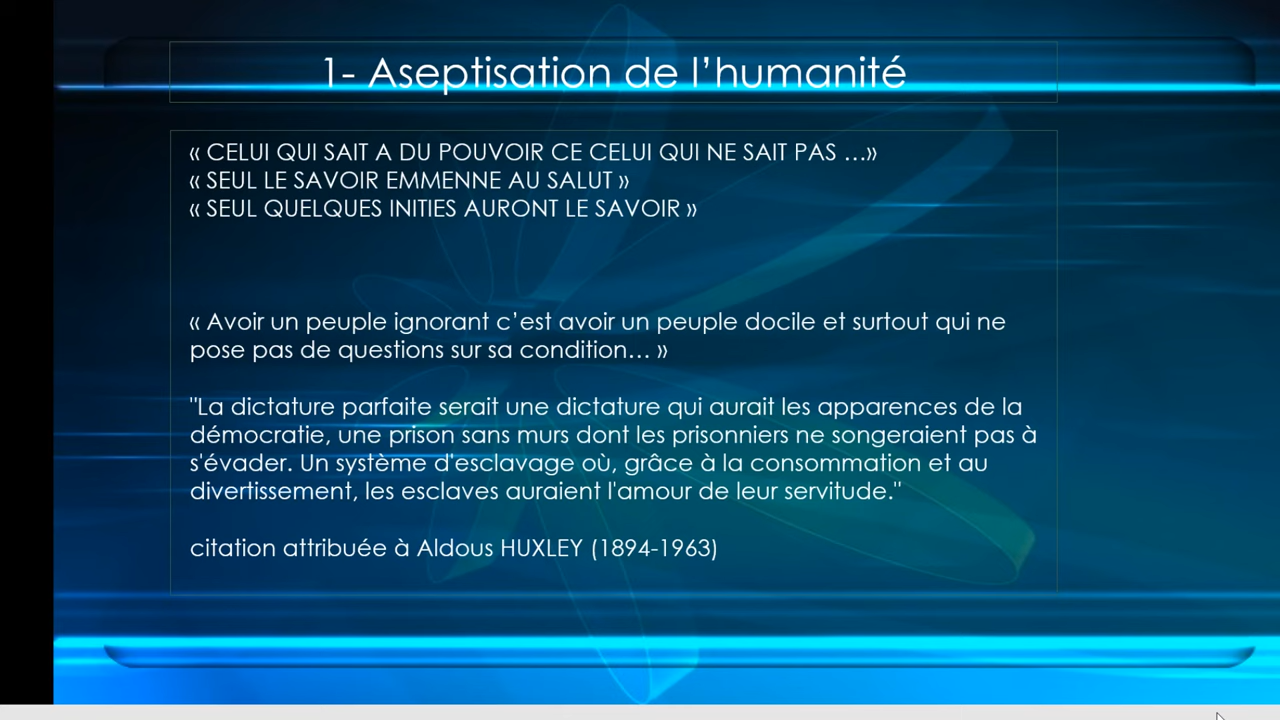 1- Aseptisation de l’humanité
« CELUI QUI SAIT A DU POUVOIR CE CELUI QUI NE SAIT PAS …»
« SEUL LE SAVOIR EMMENNE AU SALUT »
« SEUL QUELQUES INITIES AURONT LE SAVOIR »
« Avoir un peuple ignorant c’est avoir un peuple docile et surtout qui ne
pose pas de questions sur sa condition… »
"La dictature parfaite serait une dictature qui aurait les apparences de la
démocratie, une prison sans murs dont les prisonniers ne songeraient pas à
s'évader. Un système d'esclavage où, grâce à la consommation et au
divertissement, les esclaves auraient l'amour de leur servitude."
citation attribuée à Aldous HUXLEY (1894-1963)